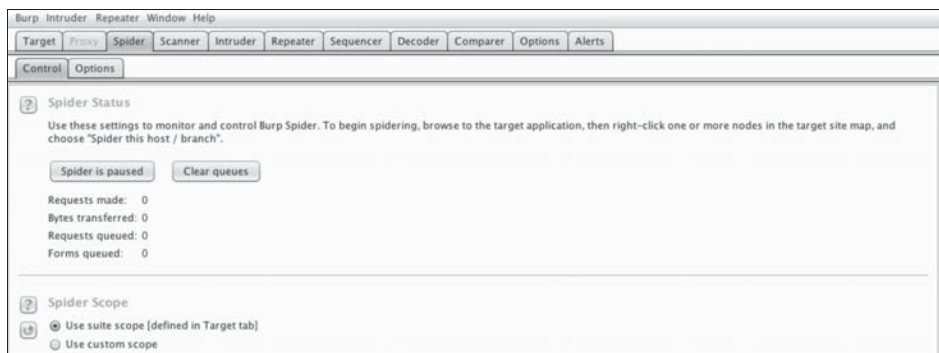 Burp Intruder Repeater Window Help
Target Proxy Spider Scanner Intruder Repeater Sequencer Decoder Comparer Options Alerts
Control Options
? Spider Status
Use these settings to monitor and control Burp Spider. To begin spidering, browse to the target application, then right-click one or more nodes in the target site map, and
choose "Spider this host / branch".
Spider is paused Clear queues
Requests made: 0
Bytes transferred: 0
Requests queued: 0
Forms queued: 0
? Spider Scope
Use suite scope [defined in Target tab]
Use custom scope